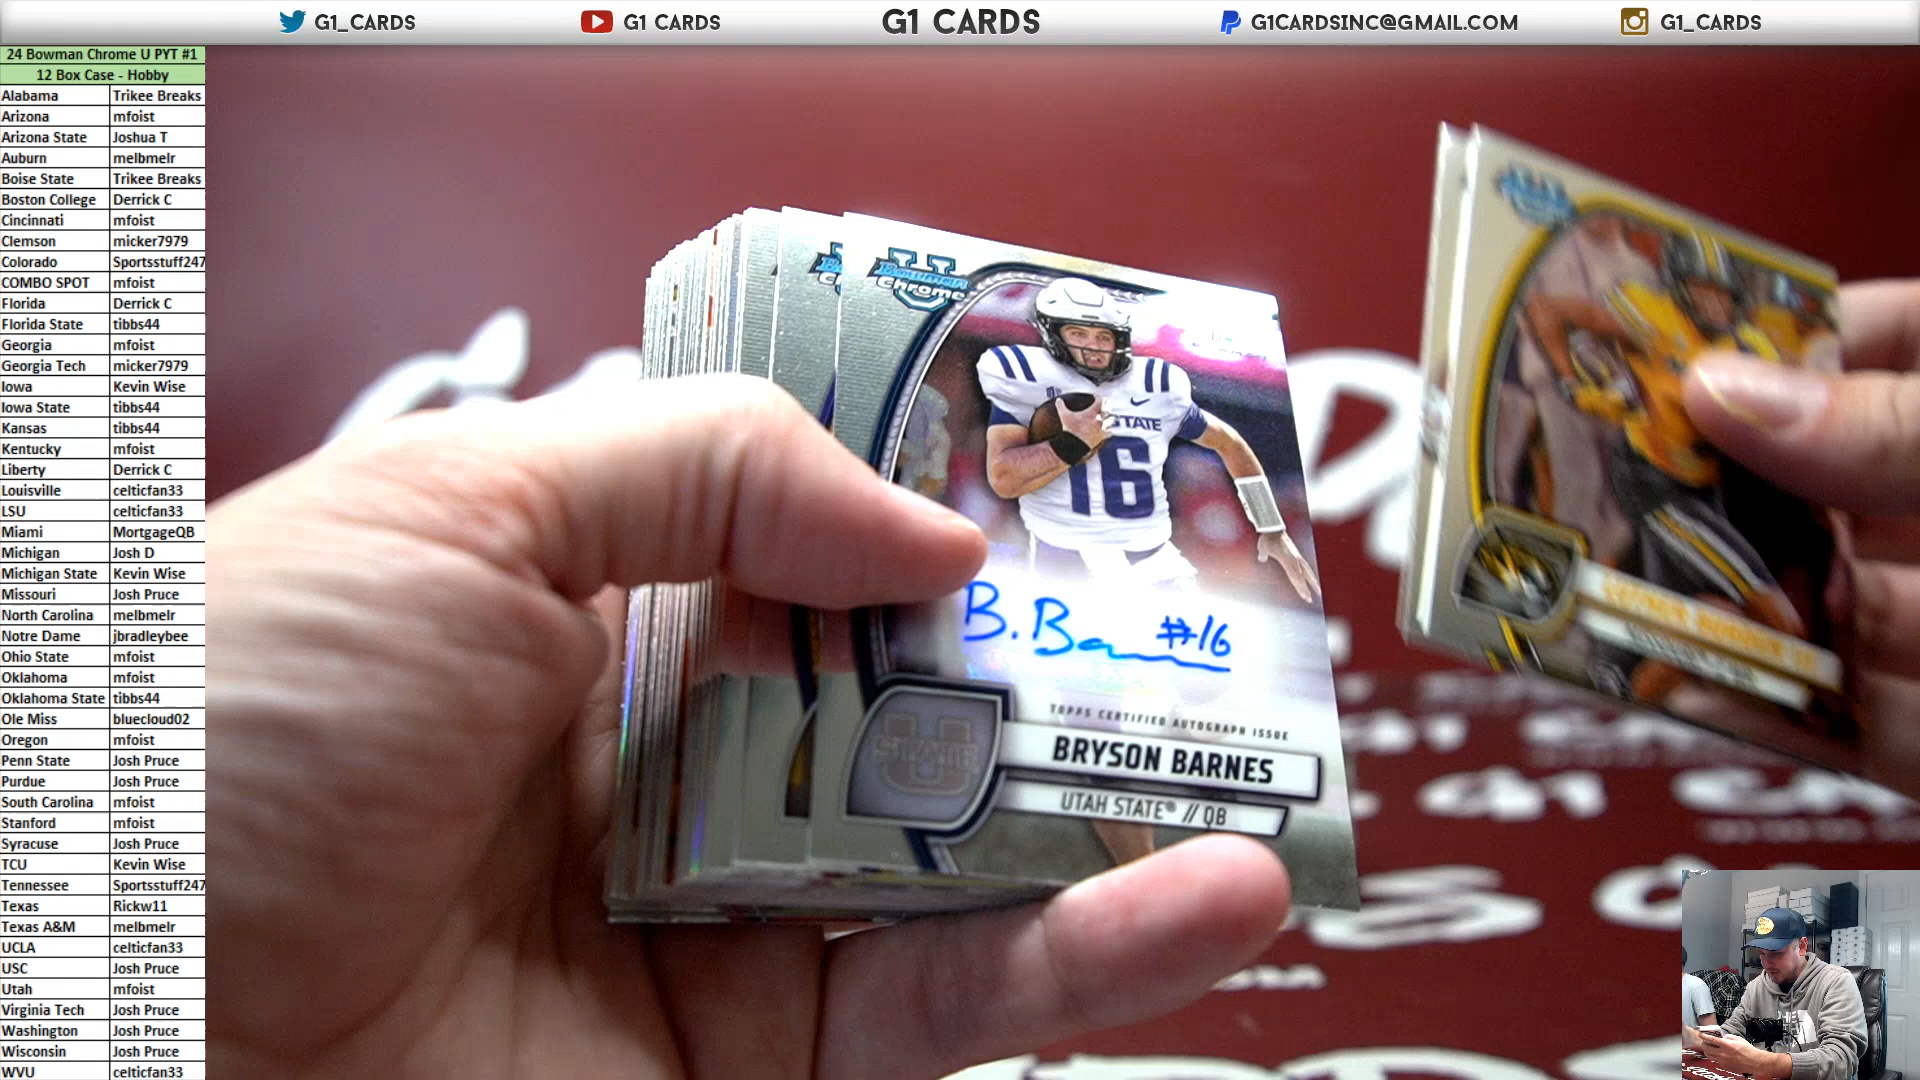 G1_CARDS
G1 CARDS
G1 CARDS
G1CARDSINC@GMAIL.COM
G1_CARDS
24 Bowman Chrome U PYT #1
12 Box Case - Hobby
Alabama Trikee Breaks
Arizona mfoist
Arizona State Joshua T
Auburn melbmelr
Boise State Trikee Breaks
Boston College Derrick C
Cincinnati mfoist
Clemson micker7979
Colorado Sportsstuff247
COMBO SPOT mfoist
Florida Derrick C
Florida State tibbs44
Georgia mfoist
Georgia Tech micker7979
Iowa Kevin Wise
Iowa State tibbs44
Kansas tibbs44
Kentucky mfoist
Liberty Derrick C
Louisville celticfan33
LSU celticfan33
Miami MortgageQB
Michigan Josh D
Michigan State Kevin Wise
Missouri Josh Pruce
North Carolina melbmelr
Notre Dame jbradleybee
Ohio State mfoist
Oklahoma mfoist
Oklahoma State tibbs44
Ole Miss bluecloud02
Oregon mfoist
Penn State Josh Pruce
Purdue Josh Pruce
South Carolina mfoist
Stanford mfoist
Syracuse Josh Pruce
TCU Kevin Wise
Tennessee Sportsstuff247
Texas Rickw11
Texas A&M melbmelr
UCLA celticfan33
USC Josh Pruce
Utah mfoist
Virginia Tech Josh Pruce
Washington Josh Pruce
Wisconsin Josh Pruce
WVU celticfan33
U
Bowman
Chrome
STATE
16
B. Barnes #16
TOPPS CERTIFIED AUTOGRAPH ISSUE
BRYSON BARNES
UTAH STATE® // QB
U STATE